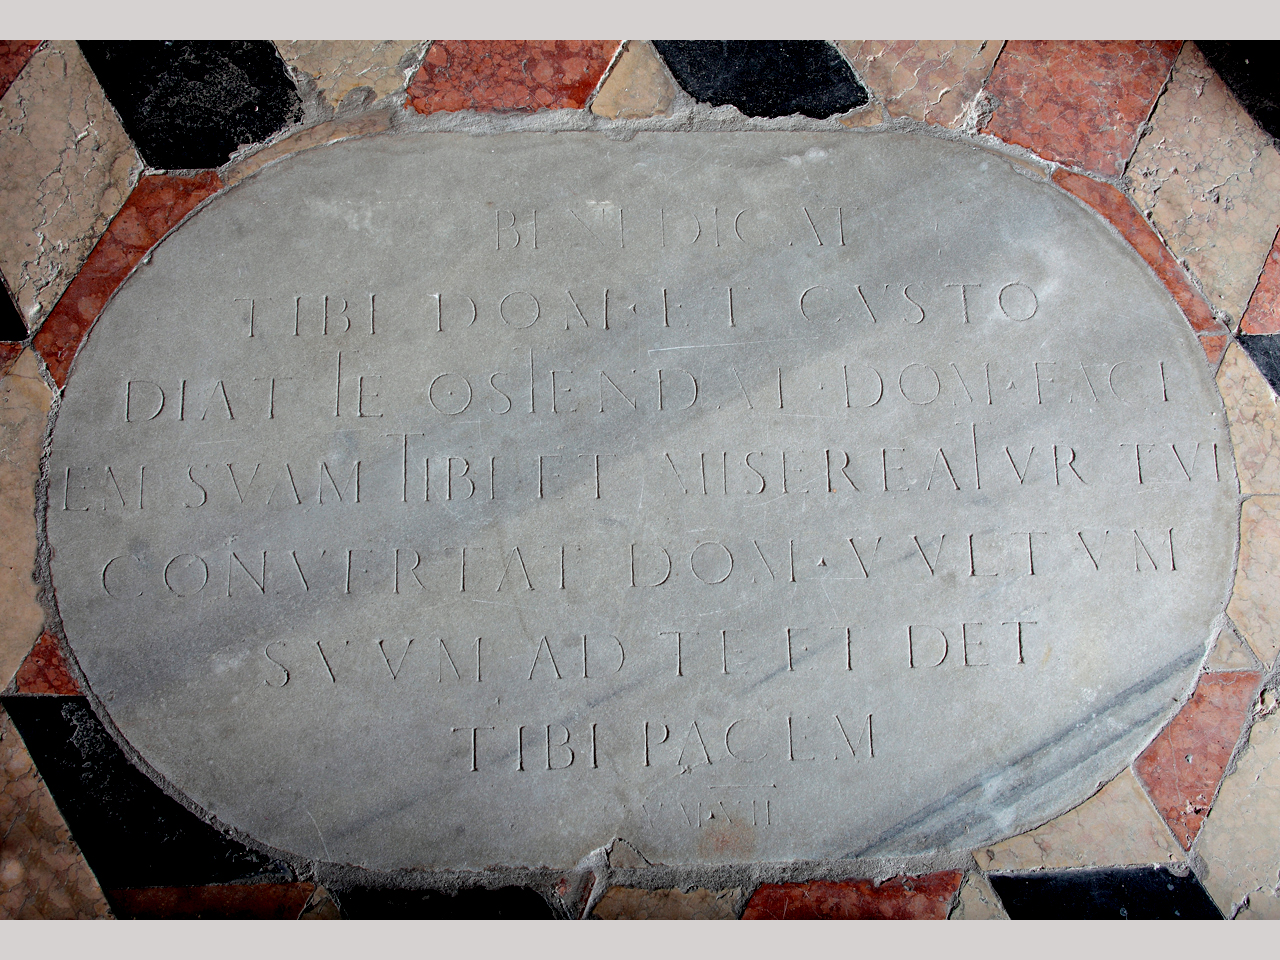 BENEDICAT
TIBI DOM·ET CVSTO
DIAT TE OSTENDAT·DOM·FACI
EM SVAM TIBI ET MISEREATVR TVI
CONVERTAT DOM·VVLTVM
SVVM AD TE ET DET
TIBI PACEM